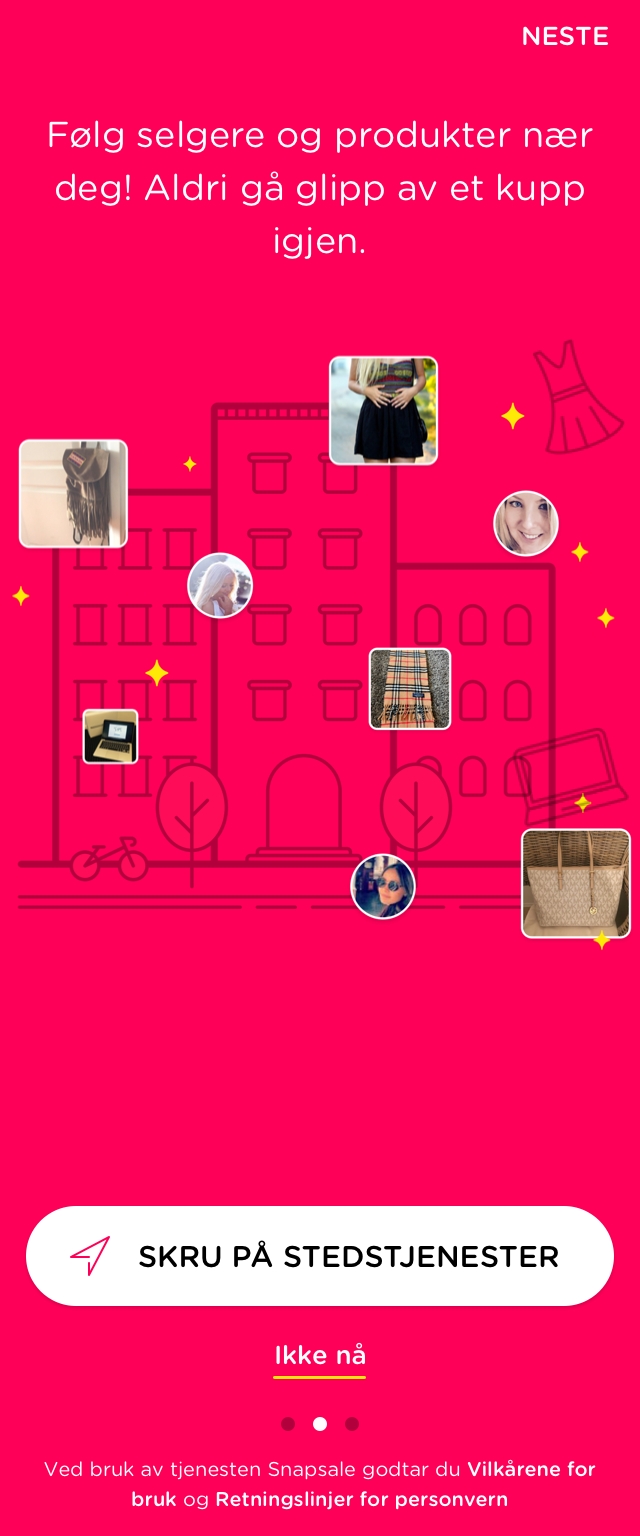 NESTE
Følg selgere og produkter nær
deg! Aldri gå glipp av et kupp
igjen.
SKRU PÅ STEDSTJENESTER
Ikke nå
Ved bruk av tjenesten Snapsale godtar du Vilkårene for
bruk og Retningslinjer for personvern